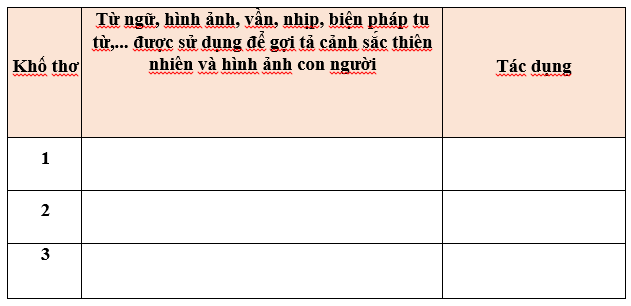 Từ ngữ, hình ảnh, vần, nhịp, biện pháp tu
từ,... được sử dụng để gợi tả cảnh sắc thiên
nhiên và hình ảnh con người
Khổ thơ
Tác dụng
1
2
3